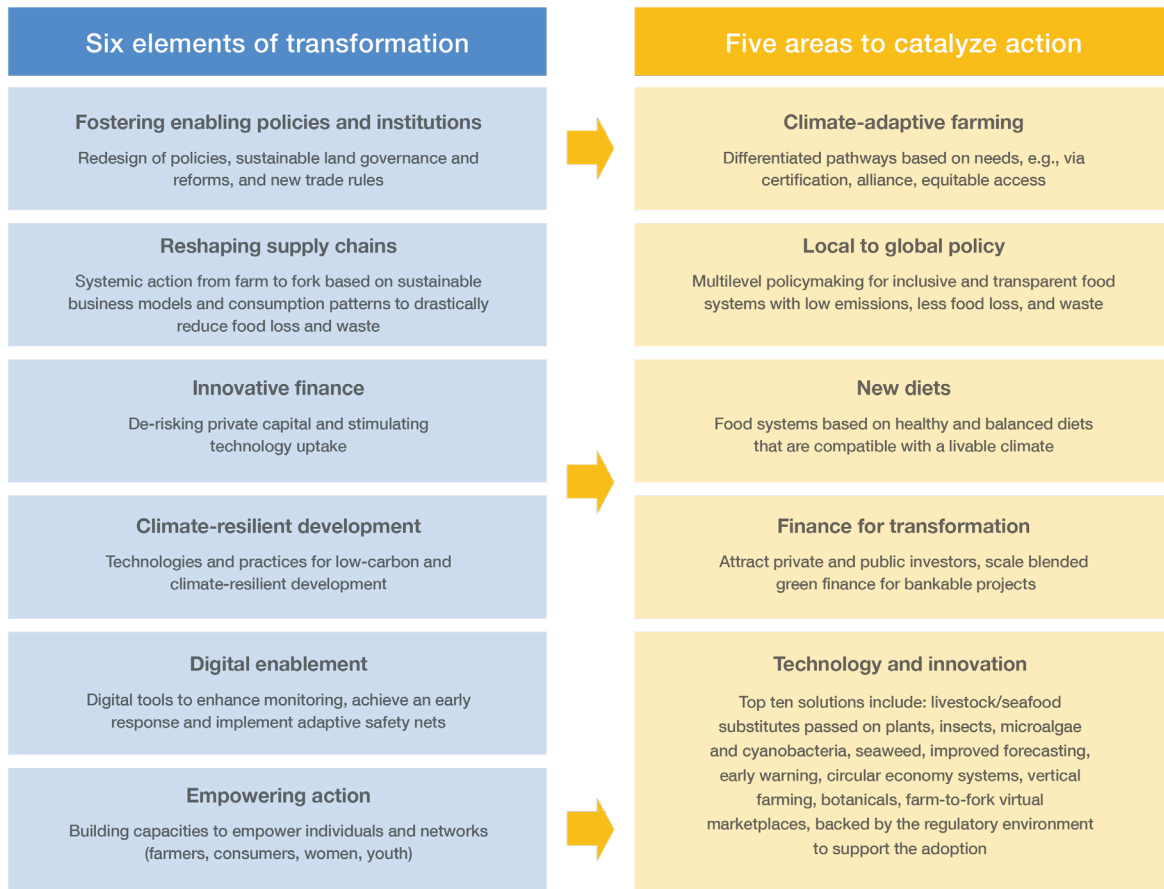 Six elements of transformation
Fostering enabling policies and institutions
Redesign of policies, sustainable land governance and
reforms, and new trade rules
Reshaping supply chains
Systemic action from farm to fork based on sustainable
business models and consumption patterns to drastically
reduce food loss and waste
Innovative finance
De-risking private capital and stimulating
technology uptake
Climate-resilient development
Technologies and practices for low-carbon and
climate-resilient development
Digital enablement
Digital tools to enhance monitoring, achieve an early
response and implement adaptive safety nets
Empowering action
Building capacities to empower individuals and networks
(farmers, consumers, women, youth)
Five areas to catalyze action
Climate-adaptive farming
Differentiated pathways based on needs, e.g., via
certification, alliance, equitable access
Local to global policy
Multilevel policymaking for inclusive and transparent food
systems with low emissions, less food loss, and waste
New diets
Food systems based on healthy and balanced diets
that are compatible with a livable climate
Finance for transformation
Attract private and public investors, scale blended
green finance for bankable projects
Technology and innovation
Top ten solutions include: livestock/seafood
substitutes passed on plants, insects, microalgae
and cyanobacteria, seaweed, improved forecasting,
early warning, circular economy systems, vertical
farming, botanicals, farm-to-fork virtual
marketplaces, backed by the regulatory environment
to support the adoption